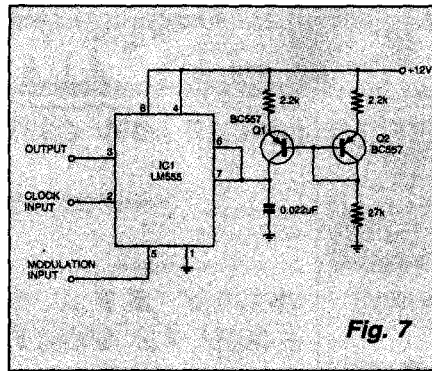 +12V
2.2k
2.2k
BC557
Q1
Q2
BC557
8
4
OUTPUT
3
IC1
LM555
6
7
CLOCK
INPUT
2
0.022uF
27k
5
1
MODULATION
INPUT
Fig. 7